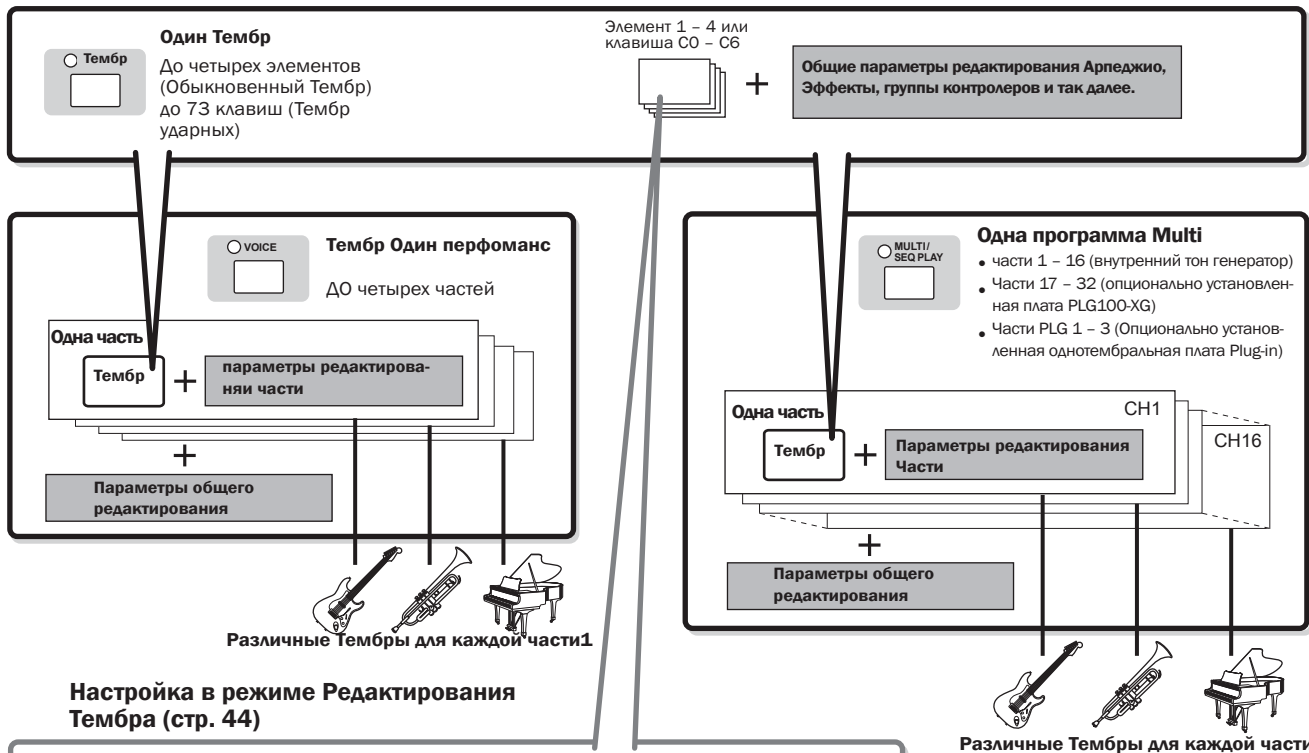 Один Тембр
Тембр
До четырех элементов
(Обыкновенный Тембр)
до 73 клавиш (Тембр
ударных)
Элемент 1 – 4 или
клавиша C0 – C6
+
Общие параметры редактирования Арпеджио,
Эффекты, группы контролеров и так далее.
VOICE
Тембр Один перфоманс
ДО четырех частей
Одна часть
Тембр
+
параметры редактирова-
няи части
+
Параметры общего
редактирования
Различные Тембры для каждой части1
MULTI/
SEQ PLAY
Одна программа Multi
• части 1 – 16 (внутренний тон генератор)
• Части 17 – 32 (опционально установлен-
ная плата PLG100-XG)
• Части PLG 1 – 3 (Опционально установ-
ленная однотембральная плата Plug-in)
Одна часть
CH1
CH16
Тембр
+
Параметры редактирования
Части
+
Параметры общего
редактирования
Различные Тембры для каждой части
Настройка в режиме Редактирования
Тембра (стр. 44)